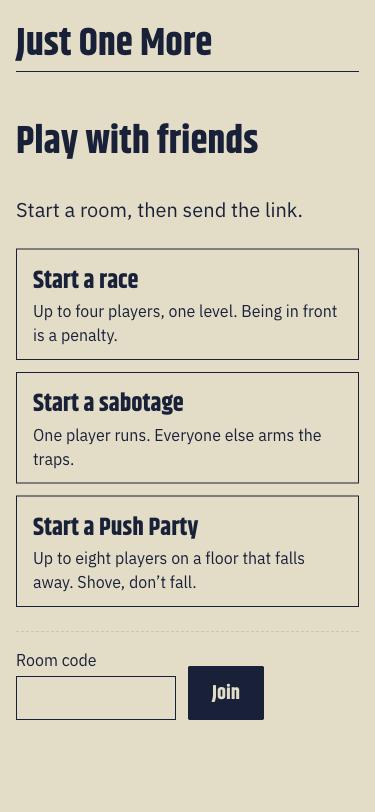 Just One More
Play with friends
Start a room, then send the link.
Start a race
Up to four players, one level. Being in front
is a penalty.
Start a sabotage
One player runs. Everyone else arms the
traps.
Start a Push Party
Up to eight players on a floor that falls
away. Shove, don’t fall.
Room code
Join